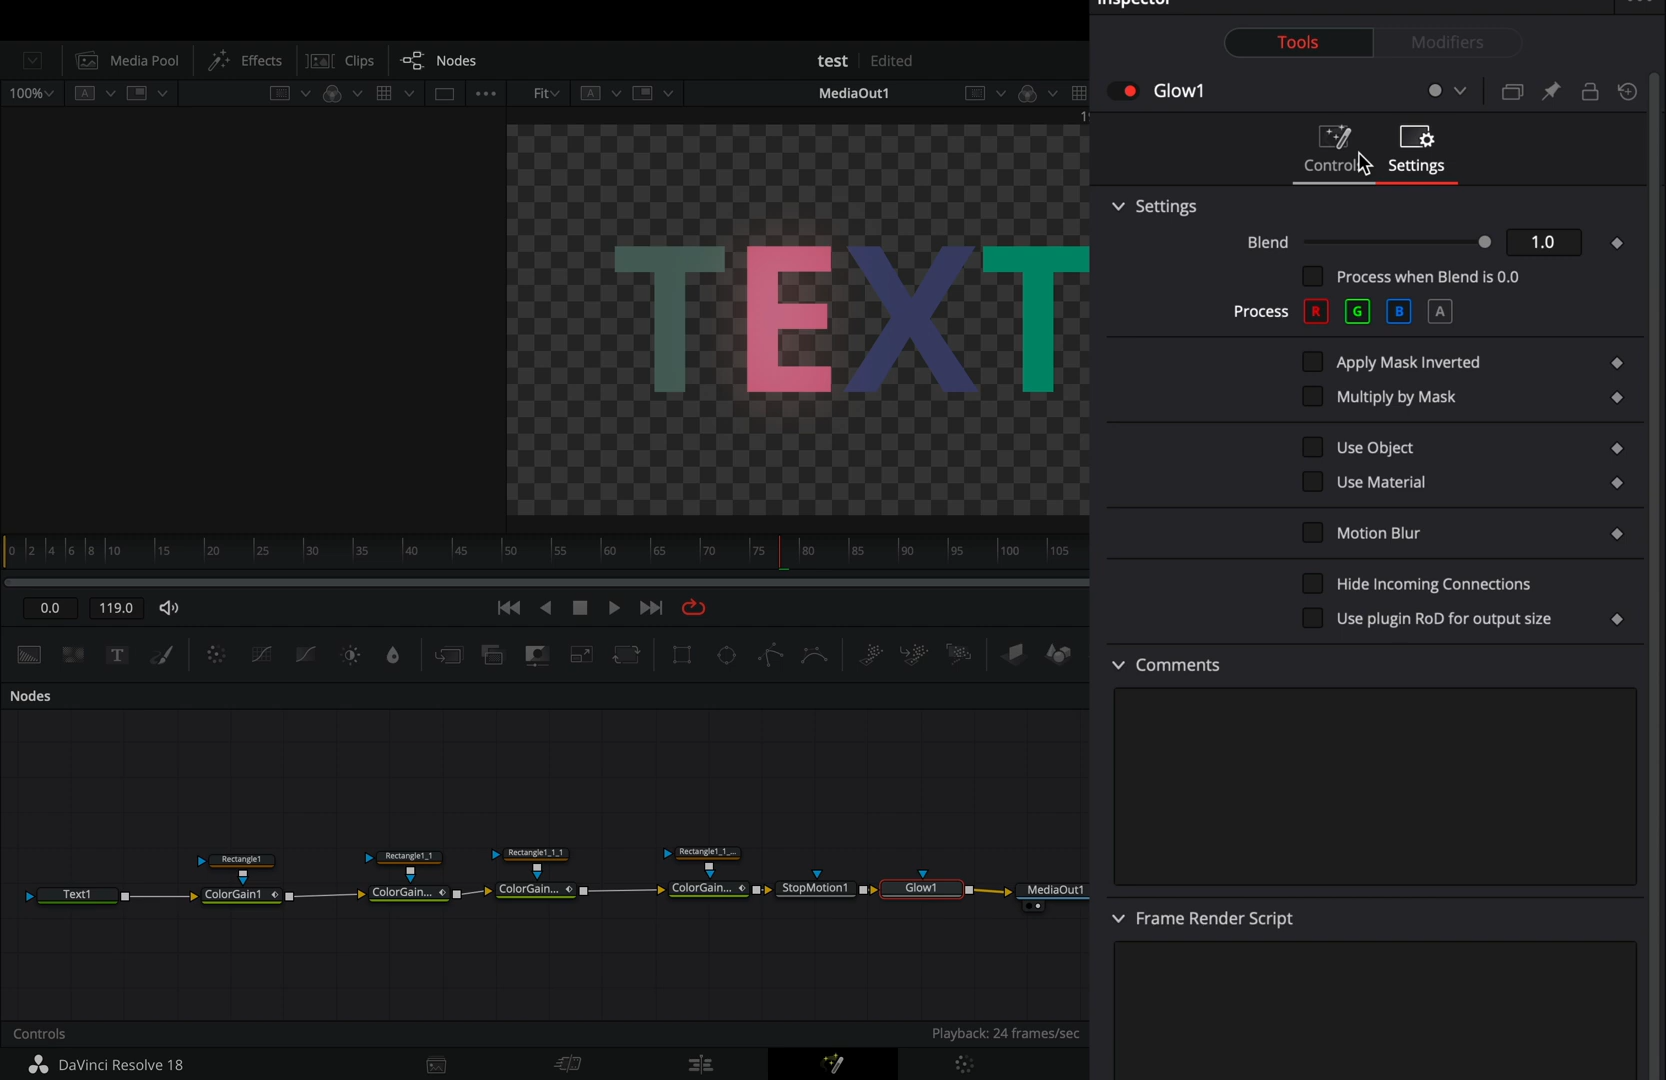 Inspector
Tools
Modifiers
Media Pool
Effects
Clips
Nodes
test
Edited
100%
A
Fit
A
MediaOut1
Glow1
Controls
Settings
TEXT
Settings
Blend
1.0
Process when Blend is 0.0
Process
R
G
B
A
Apply Mask Inverted
Multiply by Mask
Use Object
Use Material
Motion Blur
0 2 4 6 8 10 15 20 25 30 35 40 45 50 55 60 65 70 75 80 85 90 95 100 105
Hide Incoming Connections
0.0
119.0
Use plugin RoD for output size
T
Comments
Nodes
Rectangle1
Rectangle1_1
Rectangle1_1_1
Rectangle1_1_...
Text1
ColorGain1
ColorGain...
ColorGain...
ColorGain...
StopMotion1
Glow1
MediaOut1
Frame Render Script
Controls
Playback: 24 frames/sec
DaVinci Resolve 18